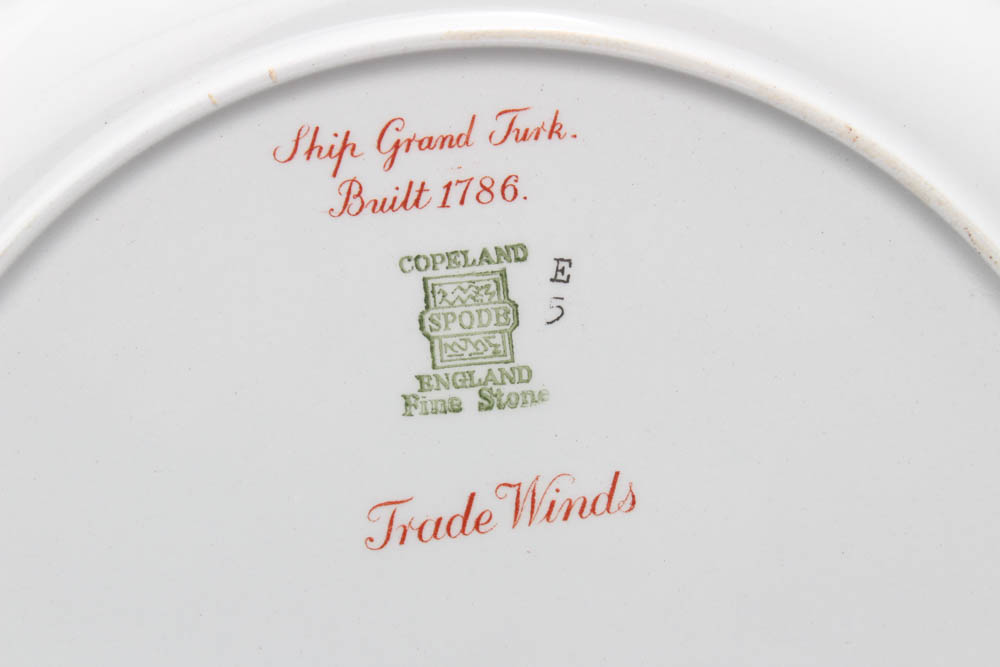 Ship Grand Turk.
Built 1786.
COPELAND
SPODE
ENGLAND
Fine Stone
E
5
Trade Winds